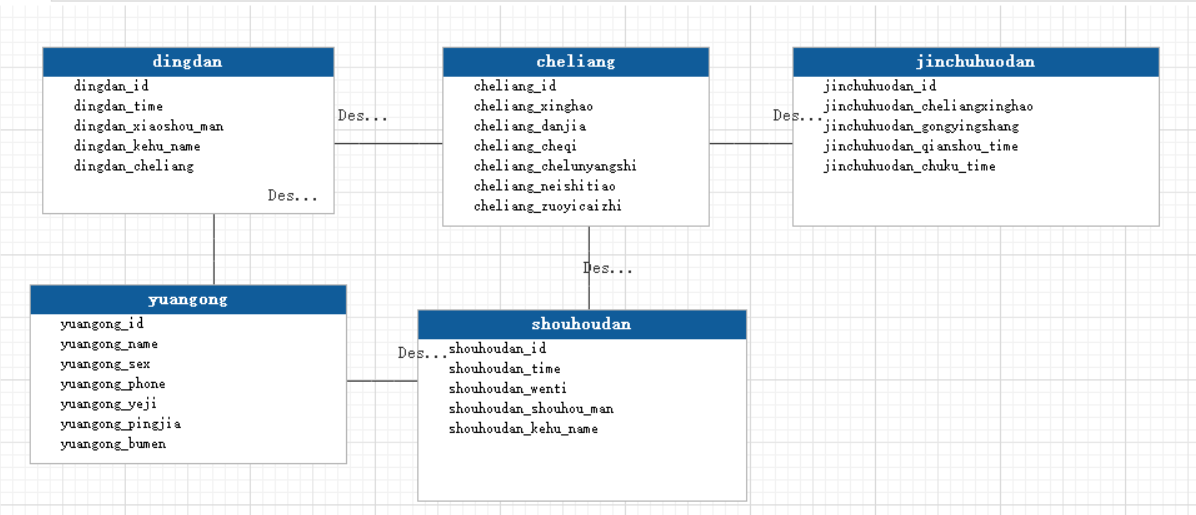 dingdan
dingdan_id
dingdan_time
dingdan_xiaoshou_man
dingdan_kehu_name
dingdan_cheliang
Des...
Des...
cheliang
cheliang_id
cheliang_xinghao
cheliang_danjia
cheliang_cheqi
cheliang_chelunyangshi
cheliang_neishitiao
cheliang_zuoyicaizhi
Des...
jinchuhuodan
jinchuhuodan_id
jinchuhuodan_cheliangxinghao
jinchuhuodan_gongyingshang
jinchuhuodan_qianshou_time
jinchuhuodan_chuku_time
Des...
yuangong
yuangong_id
yuangong_name
yuangong_sex
yuangong_phone
yuangong_yeji
yuangong_pingjia
yuangong_bumen
Des...
shouhoudan
shouhoudan_id
shouhoudan_time
shouhoudan_wenti
shouhoudan_shouhou_man
shouhoudan_kehu_name